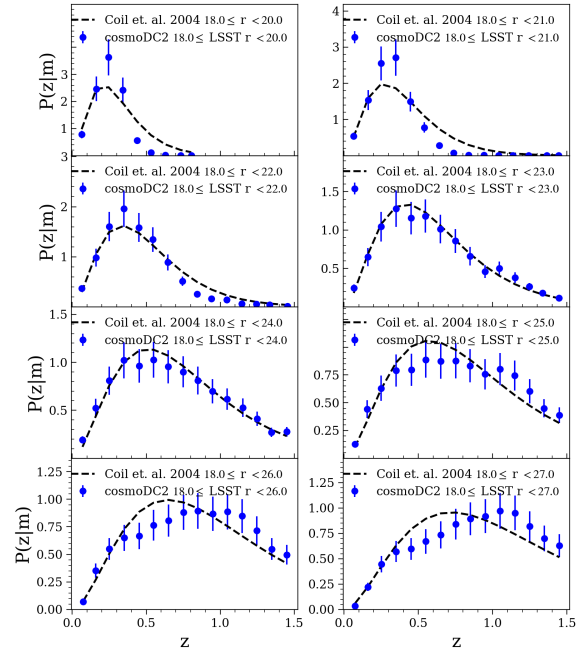 Coil et. al. 2004 18.0≤ r <20.0
cosmoDC2 18.0≤ LSST r <20.0
P(z|m)
3
2
1
3
Coil et. al. 2004 18.0≤ r <21.0
cosmoDC2 18.0≤ LSST r <21.0
4
3
2
1
Coil et. al. 2004 18.0≤ r <22.0
cosmoDC2 18.0≤ LSST r <22.0
P(z|m)
2
1
Coil et. al. 2004 18.0≤ r <23.0
cosmoDC2 18.0≤ LSST r <23.0
1.5
1.0
0.5
Coil et. al. 2004 18.0≤ r <24.0
cosmoDC2 18.0≤ LSST r <24.0
P(z|m)
1.5
1.0
0.5
Coil et. al. 2004 18.0≤ r <25.0
cosmoDC2 18.0≤ LSST r <25.0
0.75
0.50
0.25
Coil et. al. 2004 18.0≤ r <26.0
cosmoDC2 18.0≤ LSST r <26.0
P(z|m)
1.25
1.00
0.75
0.50
0.25
0.00
0.0 0.5 1.0 1.5
z
Coil et. al. 2004 18.0≤ r <27.0
cosmoDC2 18.0≤ LSST r <27.0
1.25
1.00
0.75
0.50
0.25
0.00
0.0 0.5 1.0 1.5
z